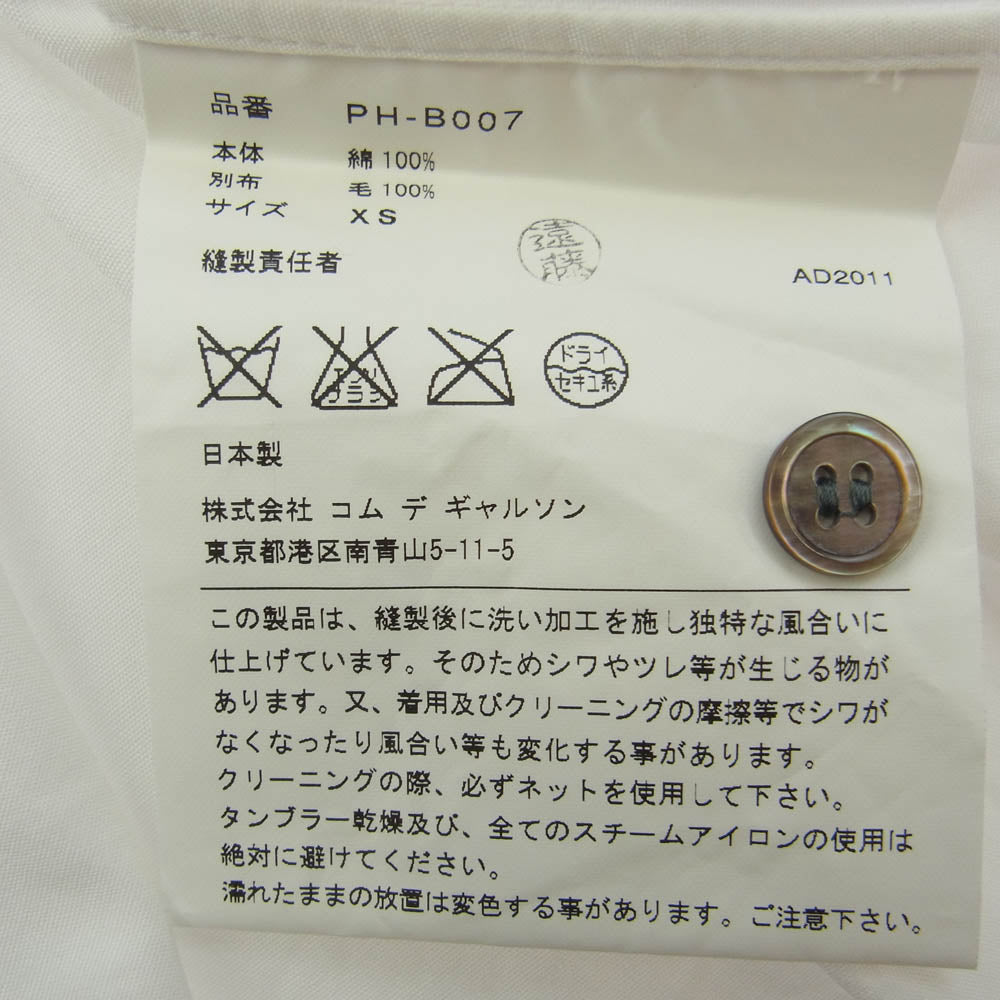 品番 PH-B007
本体 綿 100%
別布 毛 100%
サイズ XS
縫製責任者 遠藤 AD2011
エンソ
サラシ
ドライ
セキユ系
日本製
株式会社 コム デ ギャルソン
東京都港区南青山5-11-5
この製品は、縫製後に洗い加工を施し独特な風合いに
仕上げています。そのためシワやツレ等が生じる物が
あります。又、着用及びクリーニングの摩擦等でシワが
なくなったり風合い等も変化する事があります。
クリーニングの際、必ずネットを使用して下さい。
タンブラー乾燥及び、全てのスチームアイロンの使用は
絶対に避けてください。
濡れたままの放置は変色する事があります。ご注意下さい。